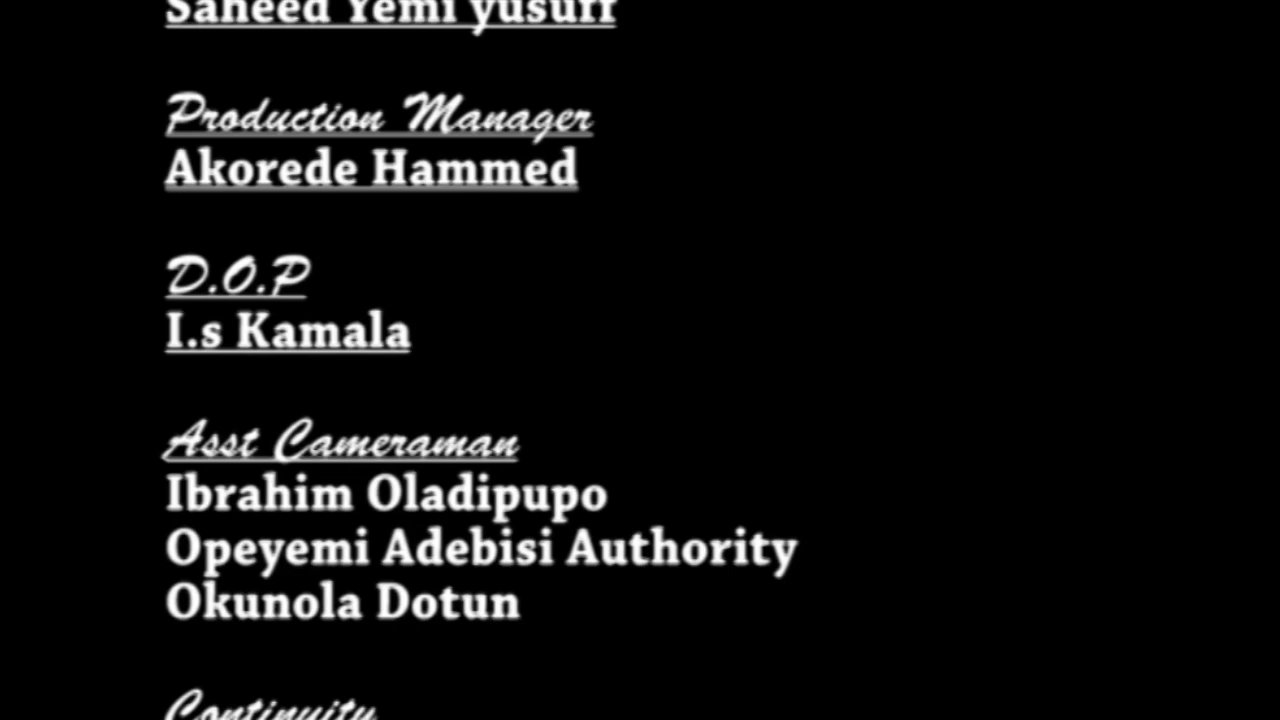 Saheed Yemi yusuff
Production Manager
Akorede Hammed
D.O.P
I.s Kamala
Asst Cameraman
Ibrahim Oladipupo
Opeyemi Adebisi Authority
Okunola Dotun
Continuity